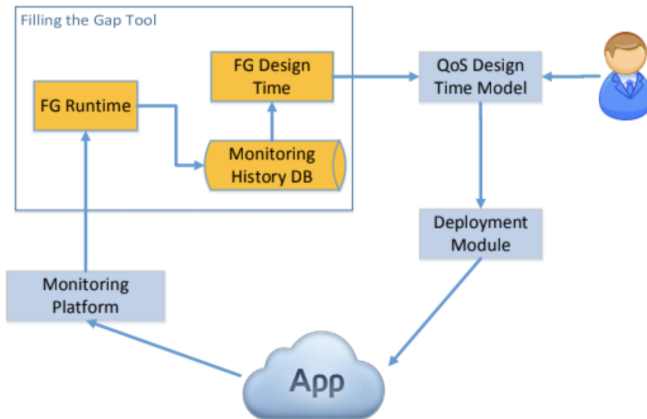 Filling the Gap Tool
FG Design
Time
QoS Design
Time Model
FG Runtime
Monitoring
History DB
Deployment
Module
Monitoring
Platform
App